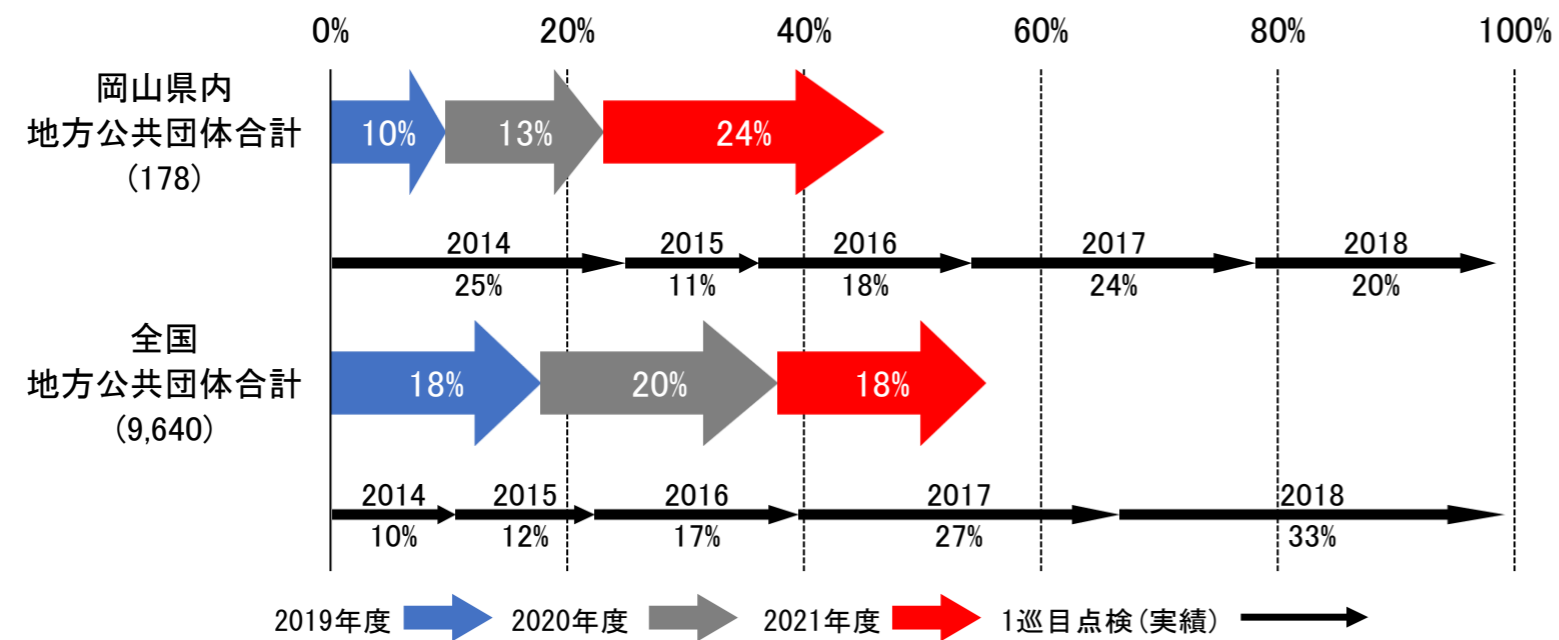 0% 20% 40% 60% 80% 100%
岡山県内
地方公共団体合計
(178)
10% 13% 24%
2014 2015 2016 2017 2018
25% 11% 18% 24% 20%
全国
地方公共団体合計
(9,640)
18% 20% 18%
2014 2015 2016 2017 2018
10% 12% 17% 27% 33%
2019年度 2020年度 2021年度 1巡目点検(実績)